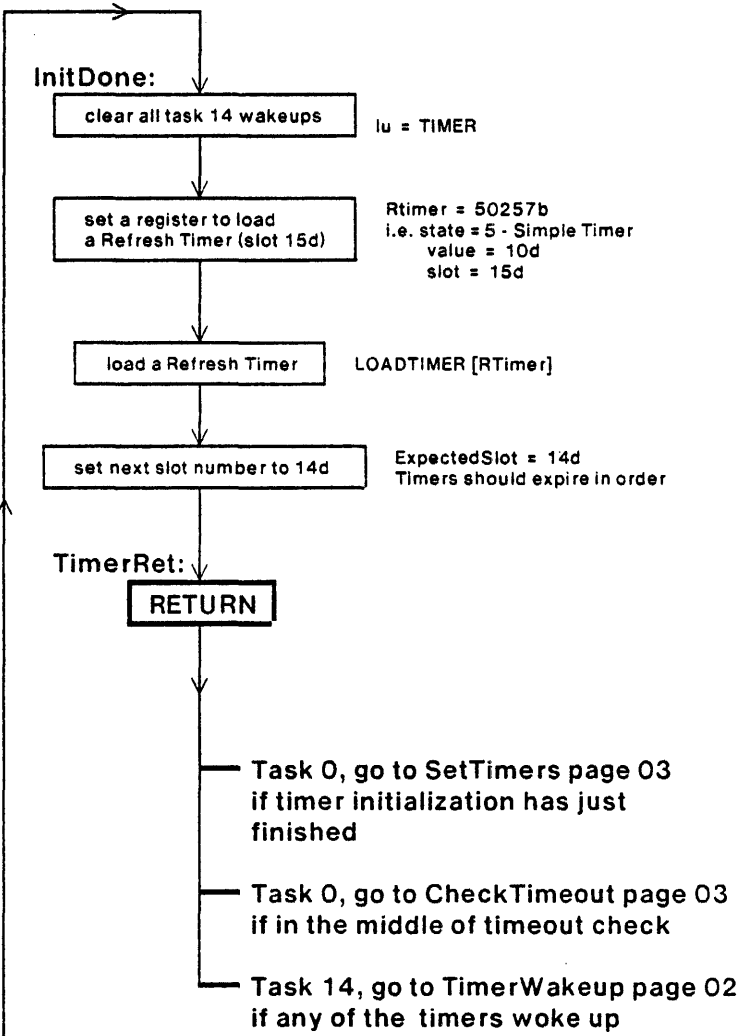 InitDone:
clear all task 14 wakeups
lu = TIMER
set a register to load
a Refresh Timer (slot 15d)
Rtimer = 50257b
i.e. state = 5 - Simple Timer
value = 10d
slot = 15d
load a Refresh Timer
LOADTIMER [RTimer]
set next slot number to 14d
ExpectedSlot = 14d
Timers should expire in order
TimerRet:
RETURN
Task 0, go to SetTimers page 03
if timer initialization has just
finished
Task 0, go to CheckTimeout page 03
if in the middle of timeout check
Task 14, go to TimerWakeup page 02
if any of the timers woke up